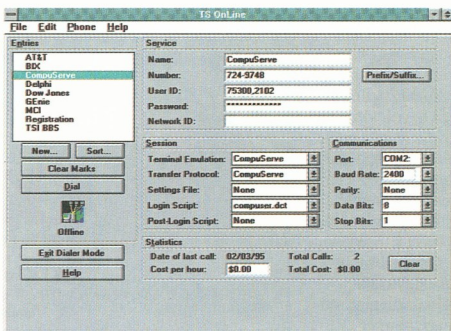 TS OnLine
File Edit Phone Help
Entries
AT&T
BIX
CompuServe
Delphi
Dow Jones
GEnie
MCI
Registration
TSI BBS
New... Sort...
Clear Marks
Dial
Offline
Exit Dialer Mode
Help
Service
Name: CompuServe
Number: 724-9748 Prefix/Suffix...
User ID: 75300,2102
Password: *************
Network ID:
Session
Terminal Emulation: CompuServe
Transfer Protocol: CompuServe
Settings File: None
Login Script: compuser.dct
Post-Login Script: None
Communications
Port: COM2:
Baud Rate: 2400
Parity: None
Data Bits: 8
Stop Bits: 1
Statistics
Date of last call: 02/03/95 Total Calls: 2
Cost per hour: $0.00 Total Cost: $0.00 Clear